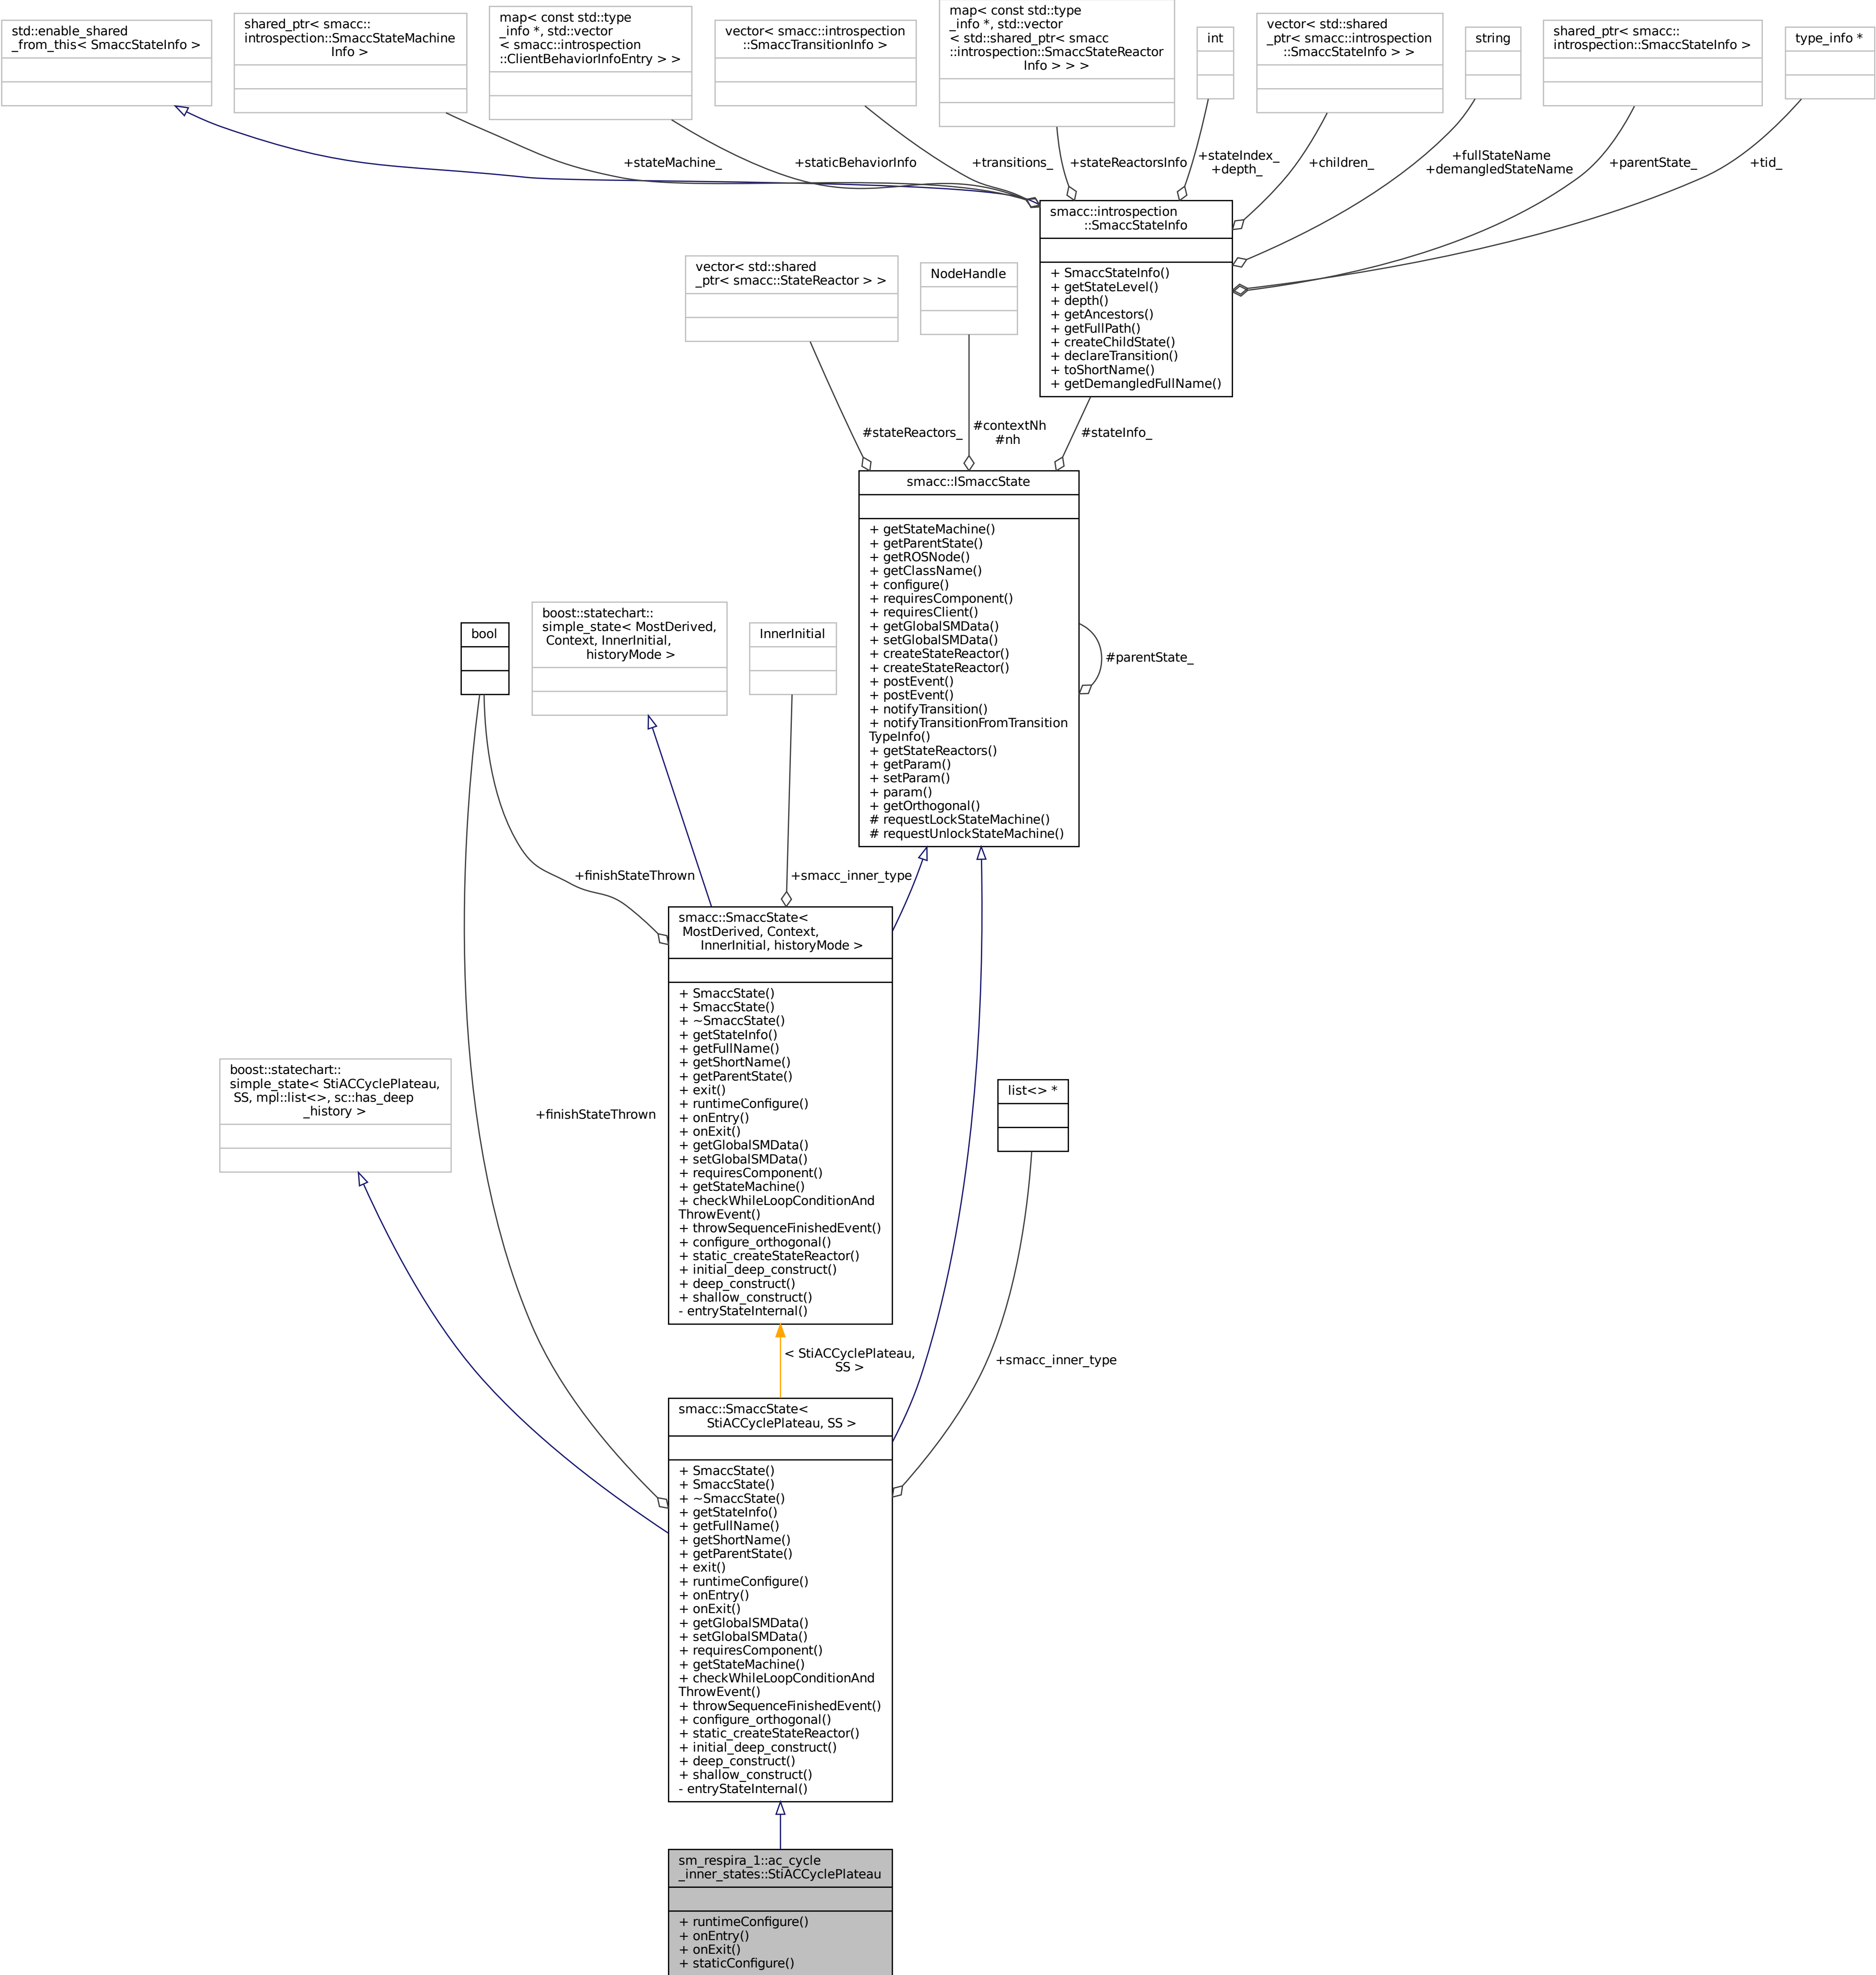 std::enable_shared
_from_this< SmaccStateInfo >
shared_ptr< smacc::
introspection::SmaccStateMachine
Info >
map< const std::type
_info *, std::vector
< smacc::introspection
::ClientBehaviorInfoEntry > >
vector< smacc::introspection
::SmaccTransitionInfo >
map< const std::type
_info *, std::vector
< std::shared_ptr< smacc
::introspection::SmaccStateReactor
Info > > >
int
vector< std::shared
_ptr< smacc::introspection
::SmaccStateInfo > >
string
shared_ptr< smacc::
introspection::SmaccStateInfo >
type_info *
+stateMachine_
+staticBehaviorInfo
+transitions_
+stateReactorsInfo
+stateIndex_
+depth_
+children_
+fullStateName
+demangledStateName
+parentState_
+tid_
smacc::introspection
::SmaccStateInfo
+ SmaccStateInfo()
+ getStateLevel()
+ depth()
+ getAncestors()
+ getFullPath()
+ createChildState()
+ declareTransition()
+ toShortName()
+ getDemangledFullName()
vector< std::shared
_ptr< smacc::StateReactor > >
NodeHandle
#stateReactors_
#contextNh
#nh
#stateInfo_
smacc::ISmaccState
+ getStateMachine()
+ getParentState()
+ getROSNode()
+ getClassName()
+ configure()
+ requiresComponent()
+ requiresClient()
+ getGlobalSMData()
+ setGlobalSMData()
+ createStateReactor()
+ createStateReactor()
+ postEvent()
+ postEvent()
+ notifyTransition()
+ notifyTransitionFromTransition
TypeInfo()
+ getStateReactors()
+ getParam()
+ setParam()
+ param()
+ getOrthogonal()
# requestLockStateMachine()
# requestUnlockStateMachine()
#parentState_
bool
boost::statechart::
simple_state< MostDerived,
Context, InnerInitial,
historyMode >
InnerInitial
+finishStateThrown
+smacc_inner_type
smacc::SmaccState<
MostDerived, Context,
InnerInitial, historyMode >
+ SmaccState()
+ SmaccState()
+ ~SmaccState()
+ getStateInfo()
+ getFullName()
+ getShortName()
+ getParentState()
+ exit()
+ runtimeConfigure()
+ onEntry()
+ onExit()
+ getGlobalSMData()
+ setGlobalSMData()
+ requiresComponent()
+ getStateMachine()
+ checkWhileLoopConditionAnd
ThrowEvent()
+ throwSequenceFinishedEvent()
+ configure_orthogonal()
+ static_createStateReactor()
+ initial_deep_construct()
+ deep_construct()
+ shallow_construct()
- entryStateInternal()
boost::statechart::
simple_state< StiACCyclePlateau,
SS, mpl::list<>, sc::has_deep
_history >
+finishStateThrown
list<> *
< StiACCyclePlateau,
SS >
+smacc_inner_type
smacc::SmaccState<
StiACCyclePlateau, SS >
+ SmaccState()
+ SmaccState()
+ ~SmaccState()
+ getStateInfo()
+ getFullName()
+ getShortName()
+ getParentState()
+ exit()
+ runtimeConfigure()
+ onEntry()
+ onExit()
+ getGlobalSMData()
+ setGlobalSMData()
+ requiresComponent()
+ getStateMachine()
+ checkWhileLoopConditionAnd
ThrowEvent()
+ throwSequenceFinishedEvent()
+ configure_orthogonal()
+ static_createStateReactor()
+ initial_deep_construct()
+ deep_construct()
+ shallow_construct()
- entryStateInternal()
sm_respira_1::ac_cycle
_inner_states::StiACCyclePlateau
+ runtimeConfigure()
+ onEntry()
+ onExit()
+ staticConfigure()